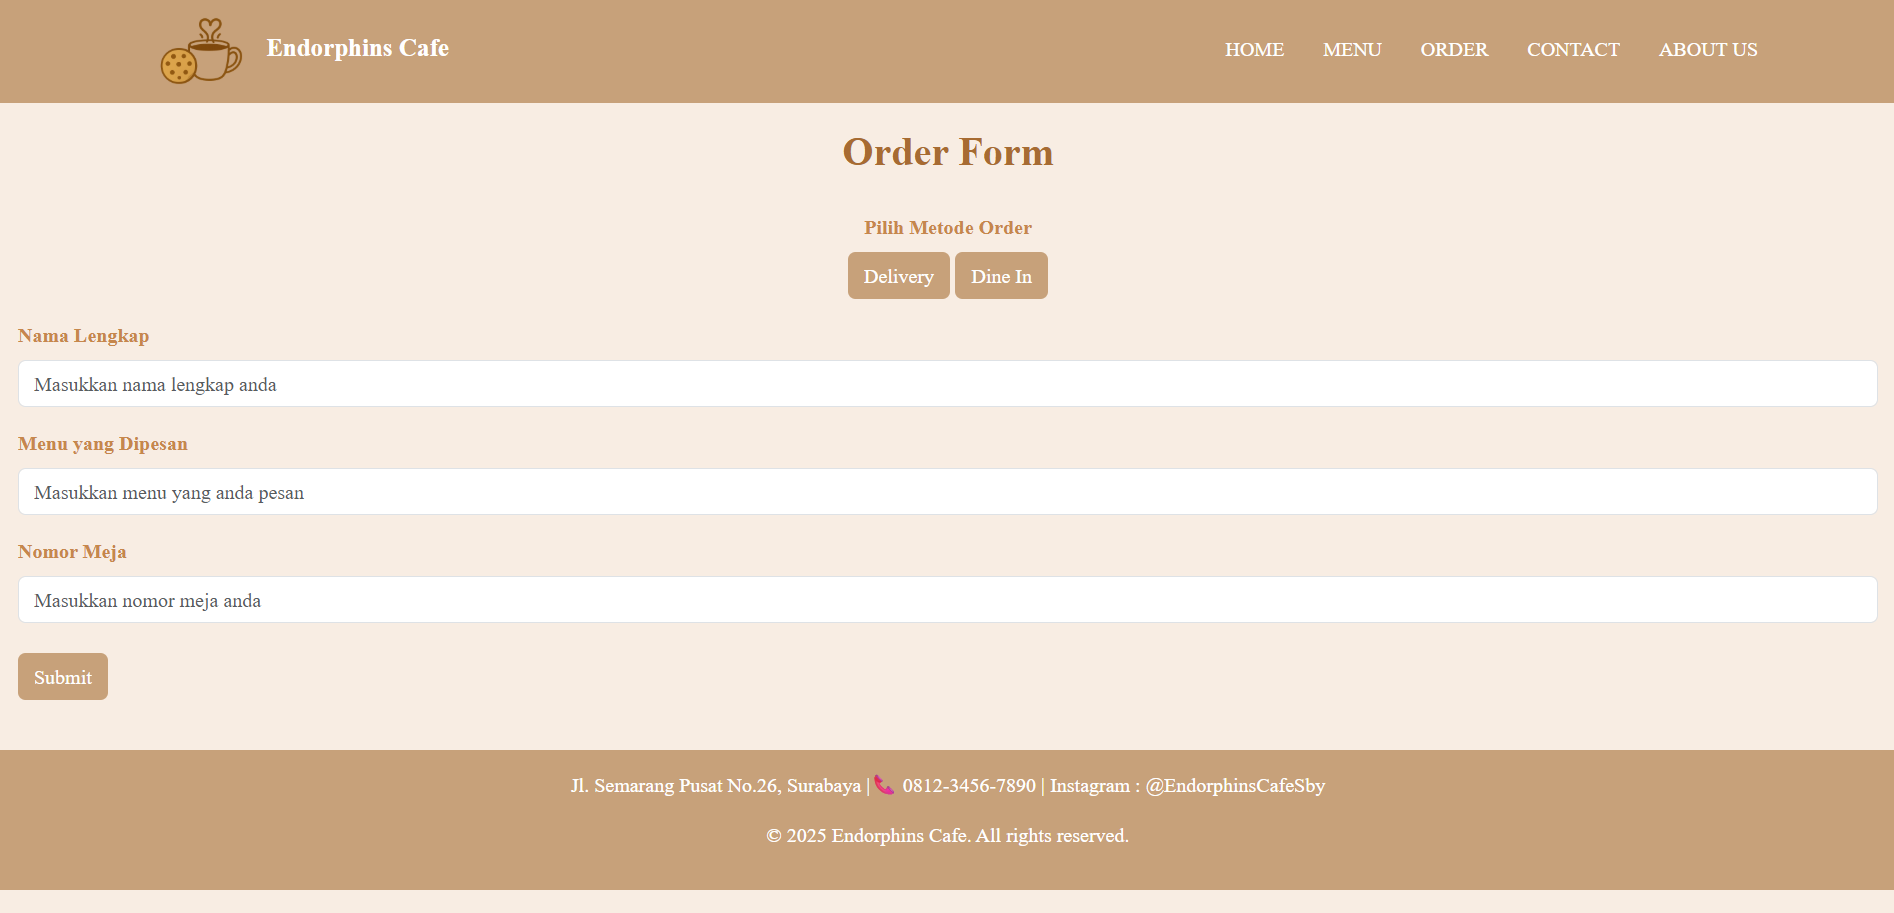 Endorphins Cafe
HOME MENU ORDER CONTACT ABOUT US
Order Form
Pilih Metode Order
Delivery Dine In
Nama Lengkap
Masukkan nama lengkap anda
Menu yang Dipesan
Masukkan menu yang anda pesan
Nomor Meja
Masukkan nomor meja anda
Submit
Jl. Semarang Pusat No.26, Surabaya | 📞 0812-3456-7890 | Instagram : @EndorphinsCafeSby
© 2025 Endorphins Cafe. All rights reserved.